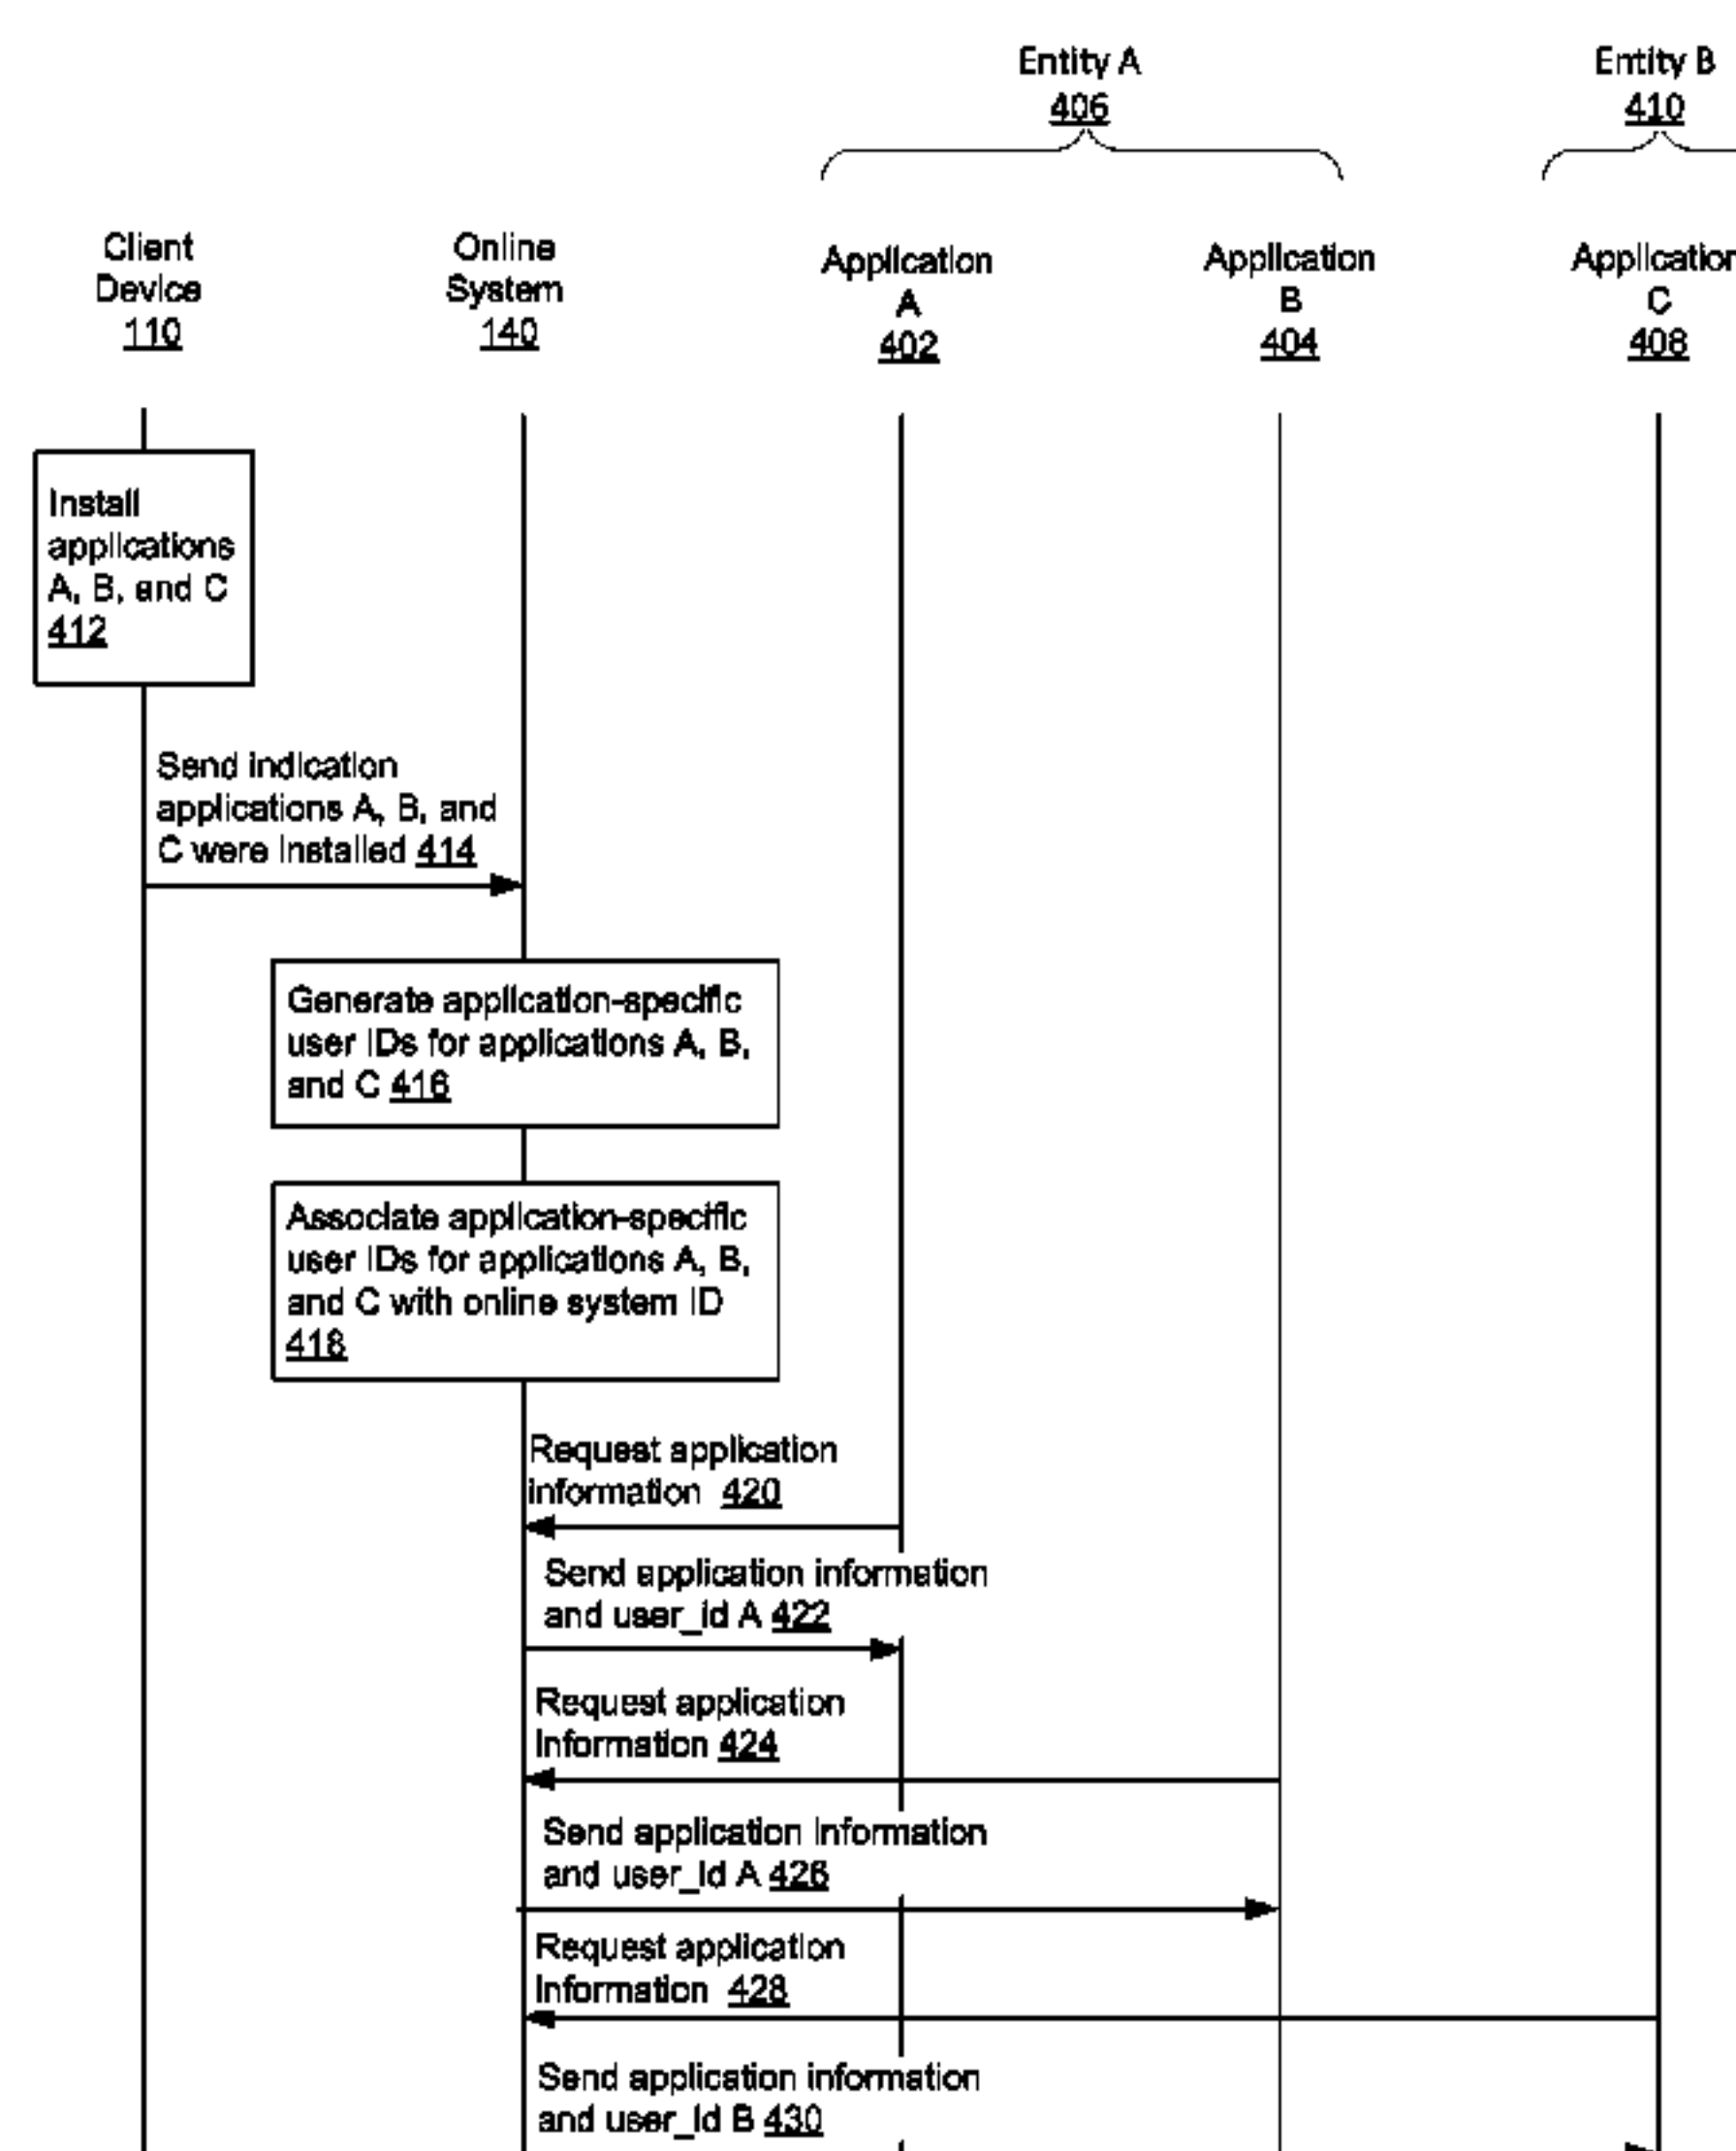 Entity A
406
Entity B
410
Client
Device
110
Online
System
140
Application
A
402
Application
B
404
Application
C
408
Install
applications
A, B, and C
412
Send indication
applications A, B, and
C were installed 414
Generate application-specific
user IDs for applications A, B,
and C 416
Associate application-specific
user IDs for applications A, B,
and C with online system ID
418
Request application
information 420
Send application information
and user_id A 422
Request application
information 424
Send application information
and user_id A 426
Request application
information 428
Send application information
and user_id B 430